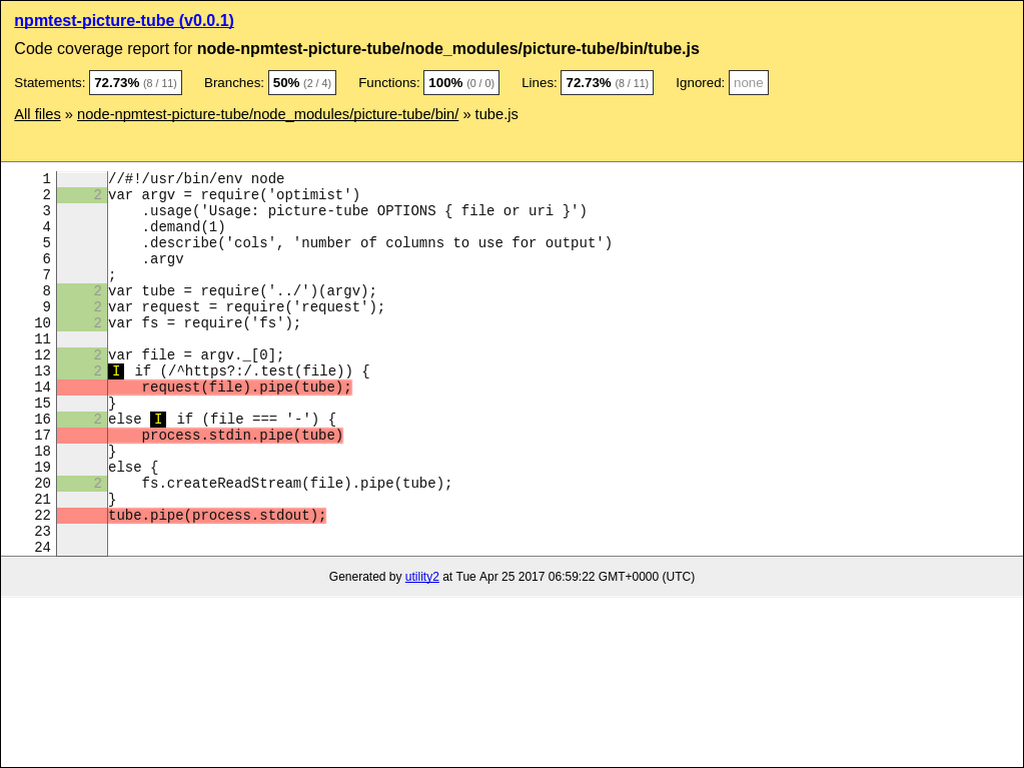 npmtest-picture-tube (v0.0.1)
Code coverage report for node-npmtest-picture-tube/node_modules/picture-tube/bin/tube.js
Statements: 72.73% (8 / 11) Branches: 50% (2 / 4) Functions: 100% (0 / 0) Lines: 72.73% (8 / 11) Ignored: none
All files » node-npmtest-picture-tube/node_modules/picture-tube/bin/ » tube.js
1 //#!/usr/bin/env node
2 2 var argv = require('optimist')
3     .usage('Usage: picture-tube OPTIONS { file or uri }')
4     .demand(1)
5     .describe('cols', 'number of columns to use for output')
6     .argv
7 ;
8 2 var tube = require('../')(argv);
9 2 var request = require('request');
10 2 var fs = require('fs');
11
12 2 var file = argv._[0];
13 2 I if (/^https?:/.test(file)) {
14     request(file).pipe(tube);
15 }
16 2 else I if (file === '-') {
17     process.stdin.pipe(tube)
18 }
19 else {
20 2     fs.createReadStream(file).pipe(tube);
21 }
22 tube.pipe(process.stdout);
23
24
Generated by utility2 at Tue Apr 25 2017 06:59:22 GMT+0000 (UTC)